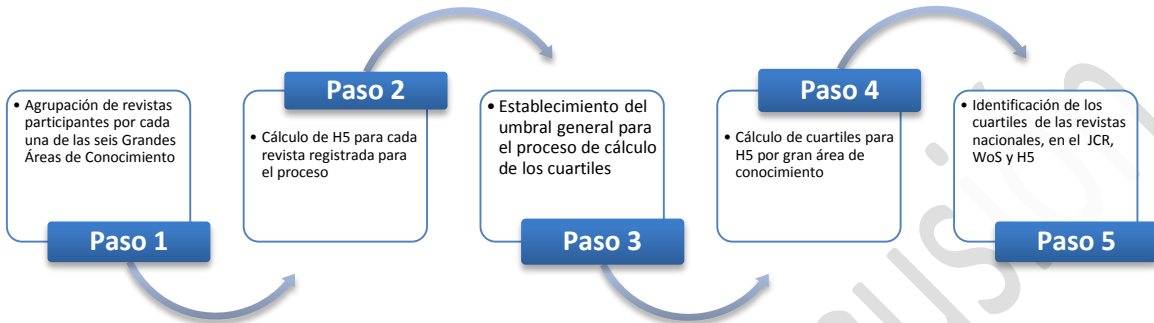 • Agrupación de revistas
participantes por cada
una de las seis Grandes
Áreas de Conocimiento
Paso 1
Paso 2
• Cálculo de H5 para cada
revista registrada para
el proceso
• Establecimiento del
umbral general para
el proceso de cálculo
de los cuartiles
Paso 3
Paso 4
• Cálculo de cuartiles para
H5 por gran área de
conocimiento
• Identificación de los
cuartiles de las revistas
nacionales, en el JCR,
WoS y H5
Paso 5